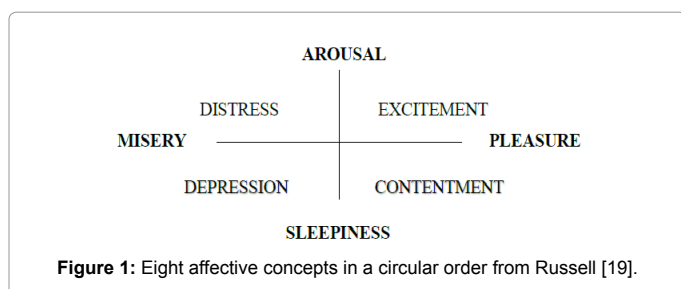 AROUSAL
DISTRESS EXCITEMENT
MISERY PLEASURE
DEPRESSION CONTENTMENT
SLEEPINESS
Figure 1: Eight affective concepts in a circular order from Russell [19].